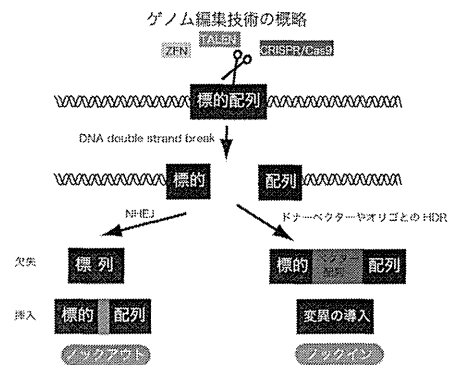 ゲノム編集技術の概略
TALEN
ZFN CRISPR/Cas9
標的配列
DNA double strand break
標的 配列
NHEJ ドナーベクターやオリゴとの HDR
欠失 標 列 標的 ベクター 配列 配列
挿入 標的 配列 変異の導入
ノックアウト ノックイン